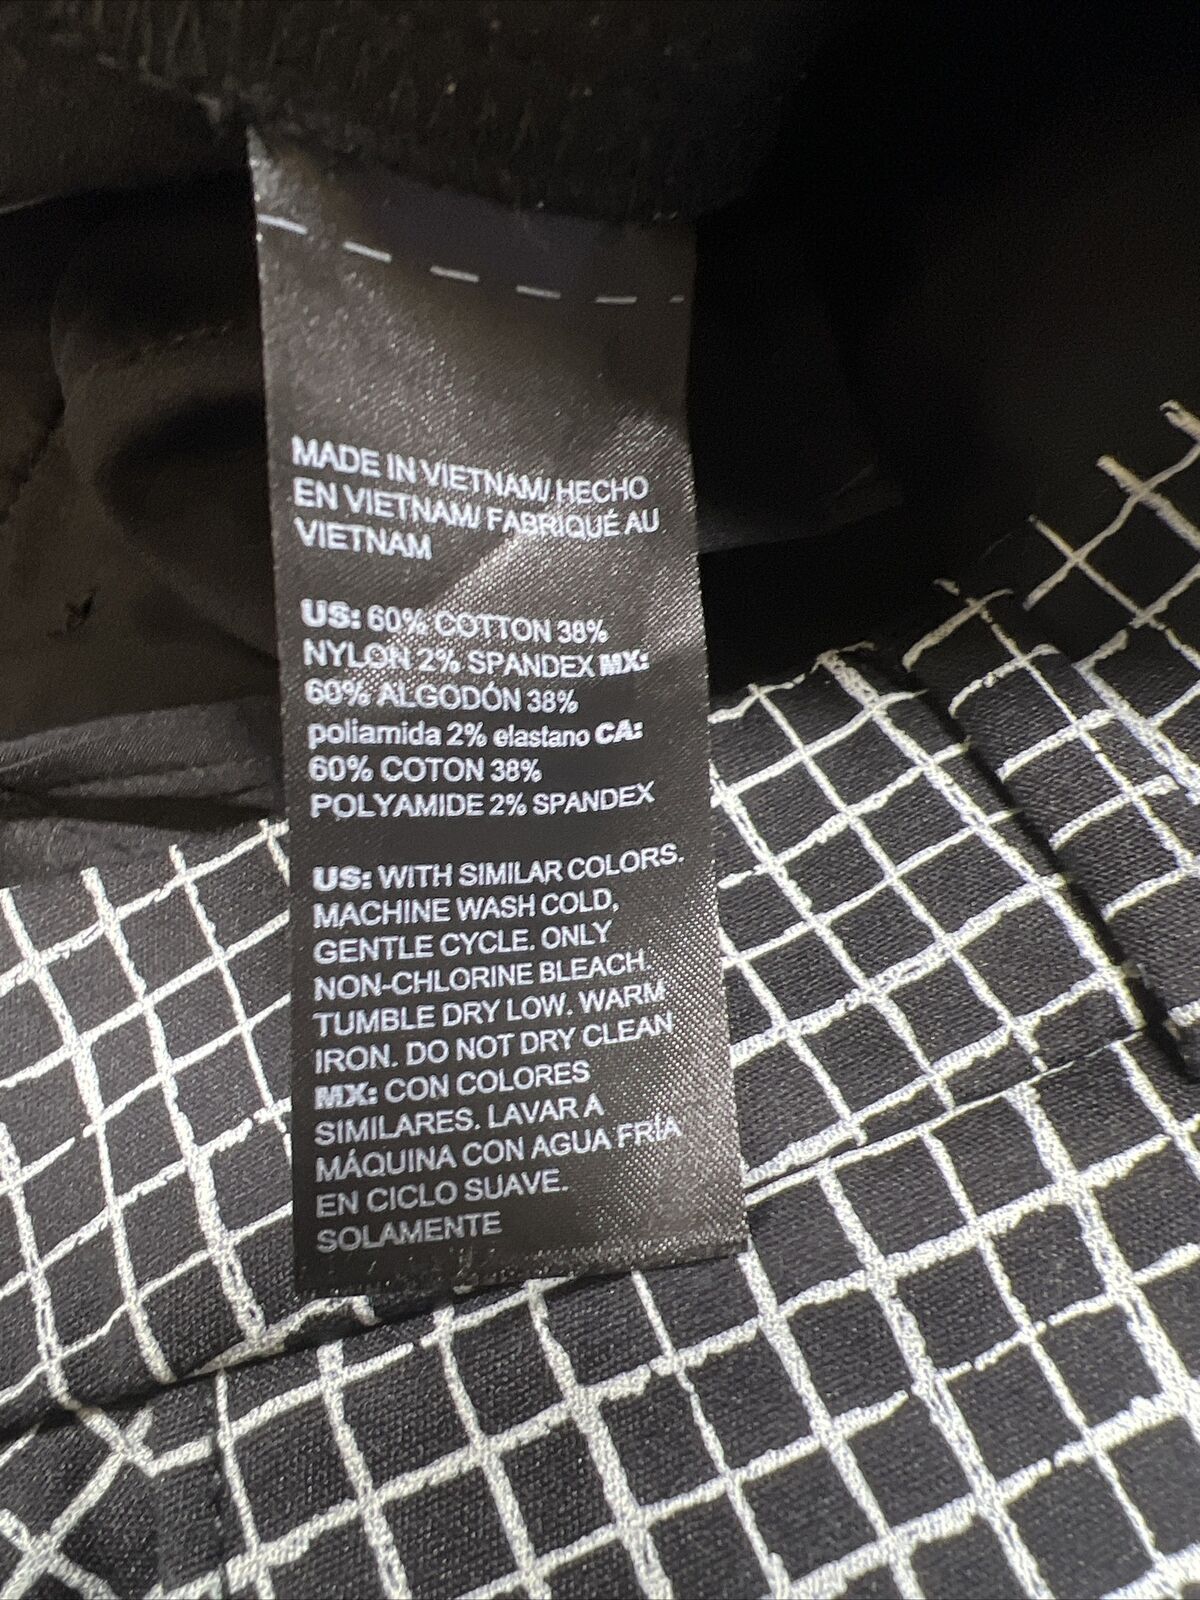 MADE IN VIETNAM/ HECHO
EN VIETNAM/ FABRIQUÉ AU
VIETNAM
US: 60% COTTON 38%
NYLON 2% SPANDEX MX:
60% ALGODÓN 38%
poliamida 2% elastano CA:
60% COTON 38%
POLYAMIDE 2% SPANDEX
US: WITH SIMILAR COLORS.
MACHINE WASH COLD,
GENTLE CYCLE. ONLY
NON-CHLORINE BLEACH.
TUMBLE DRY LOW. WARM
IRON. DO NOT DRY CLEAN
MX: CON COLORES
SIMILARES. LAVAR A
MÁQUINA CON AGUA FRÍA
EN CICLO SUAVE.
SOLAMENTE